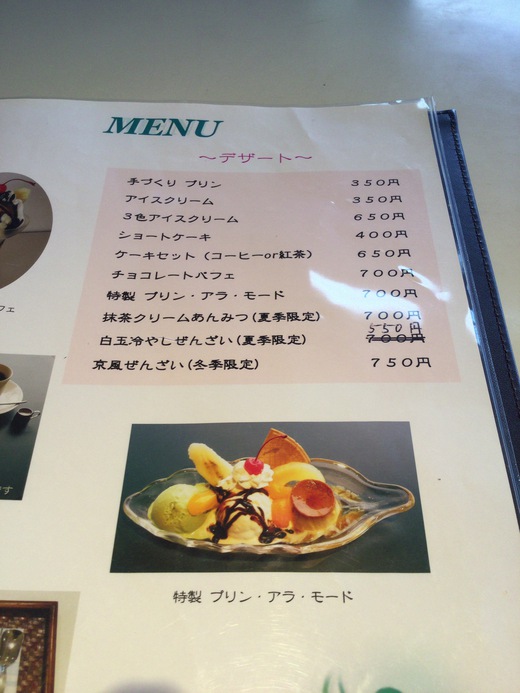 MENU
～デザート～
手づくり プリン 350円
アイスクリーム 350円
3色アイスクリーム 650円
ショートケーキ 400円
ケーキセット (コーヒーor紅茶) 650円
チョコレートパフェ 700円
特製 プリン・アラ・モード 700円
抹茶クリームあんみつ(夏季限定) 700円
550円
白玉冷やしぜんざい(夏季限定) 700円
京風ぜんざい(冬季限定) 750円
フェ
す
特製 プリン・アラ・モード